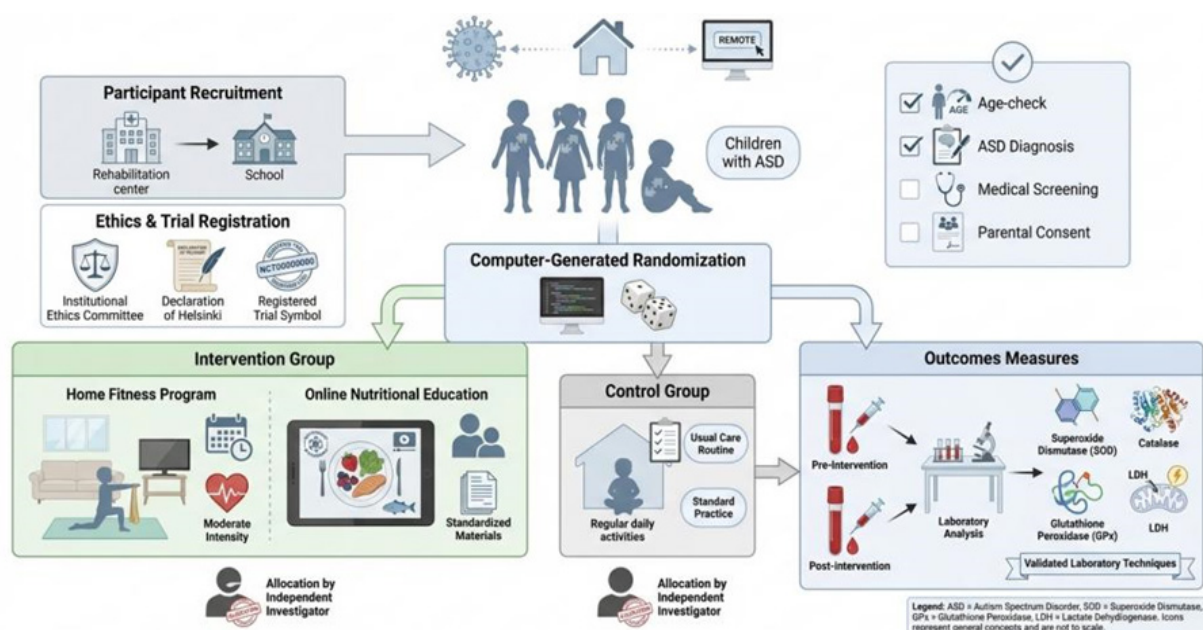 REMOTE
Participant Recruitment
Rehabilitation
center
School
Children
with ASD
AGE
Age-check
ASD Diagnosis
Medical Screening
Parental Consent
Ethics & Trial Registration
NCT00000000
Institutional
Ethics Committee
Declaration
of Helsinki
Registered
Trial Symbol
Computer-Generated Randomization
Intervention Group
Home Fitness Program
Moderate
Intensity
Online Nutritional Education
Standardized
Materials
Allocation by
Independent
Investigator
Control Group
Usual Care
Routine
Standard
Practice
Regular daily
activities
Allocation by
Independent
Investigator
Outcomes Measures
Pre-Intervention
Post-intervention
Laboratory
Analysis
Superoxide
Dismutase (SOD)
Catalase
Glutathione
Peroxidase (GPx)
LDH
LDH
Validated Laboratory Techniques
Legend: ASD = Autism Spectrum Disorder, SOD = Superoxide Dismutase,
GPx = Glutathione Peroxidase, LDH = Lactate Dehydiogenase. Icons
represent general concepts and are not to scale.